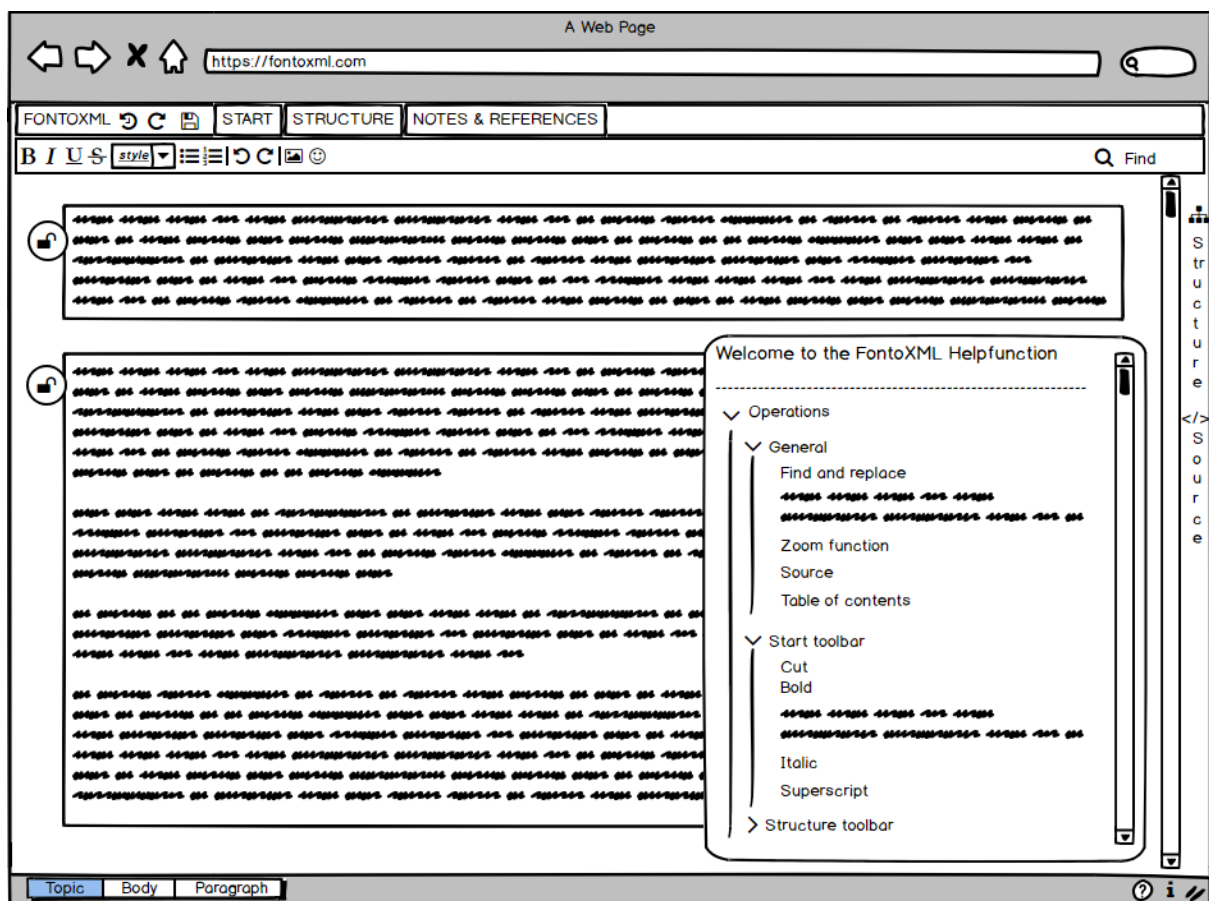 A Web Page
https://fontoxml.com
FONTOXML START STRUCTURE NOTES & REFERENCES
B I U S style Find
Structure
</> Source
Welcome to the FontoXML Helpfunction
Operations
General
Find and replace
Zoom function
Source
Table of contents
Start toolbar
Cut
Bold
Italic
Superscript
Structure toolbar
Topic Body Paragraph ? i